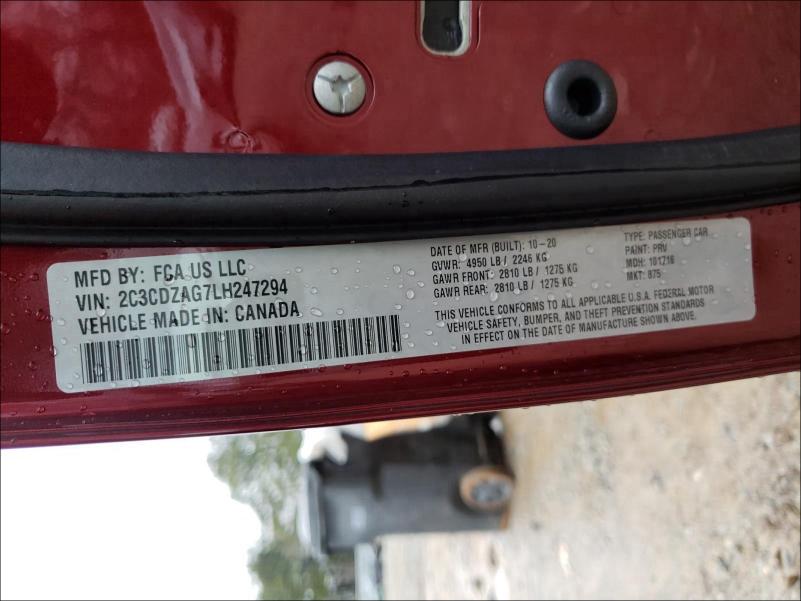 MFD BY: FCA US LLC
VIN: 2C3CDZAG7LH247294
VEHICLE MADE IN: CANADA
DATE OF MFR (BUILT): 10-20
GVWR: 4950 LB / 2246 KG
GAWR FRONT: 2810 LB / 1275 KG
GAWR REAR: 2810 LB / 1275 KG
TYPE: PASSENGER CAR
PAINT: PRV
MDH: 101216
MKT: 875
THIS VEHICLE CONFORMS TO ALL APPLICABLE U.S.A. FEDERAL MOTOR
VEHICLE SAFETY, BUMPER, AND THEFT PREVENTION STANDARDS
IN EFFECT ON THE DATE OF MANUFACTURE SHOWN ABOVE.